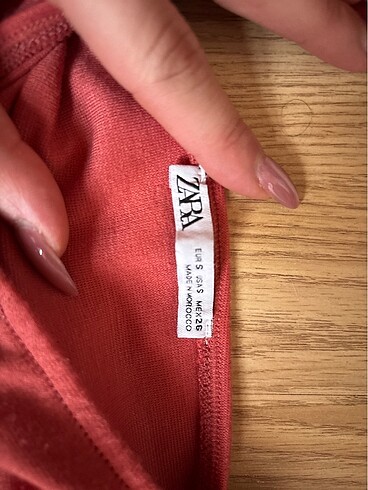 ZARA
EUR S USA S MEX 26
MADE IN MOROCCO